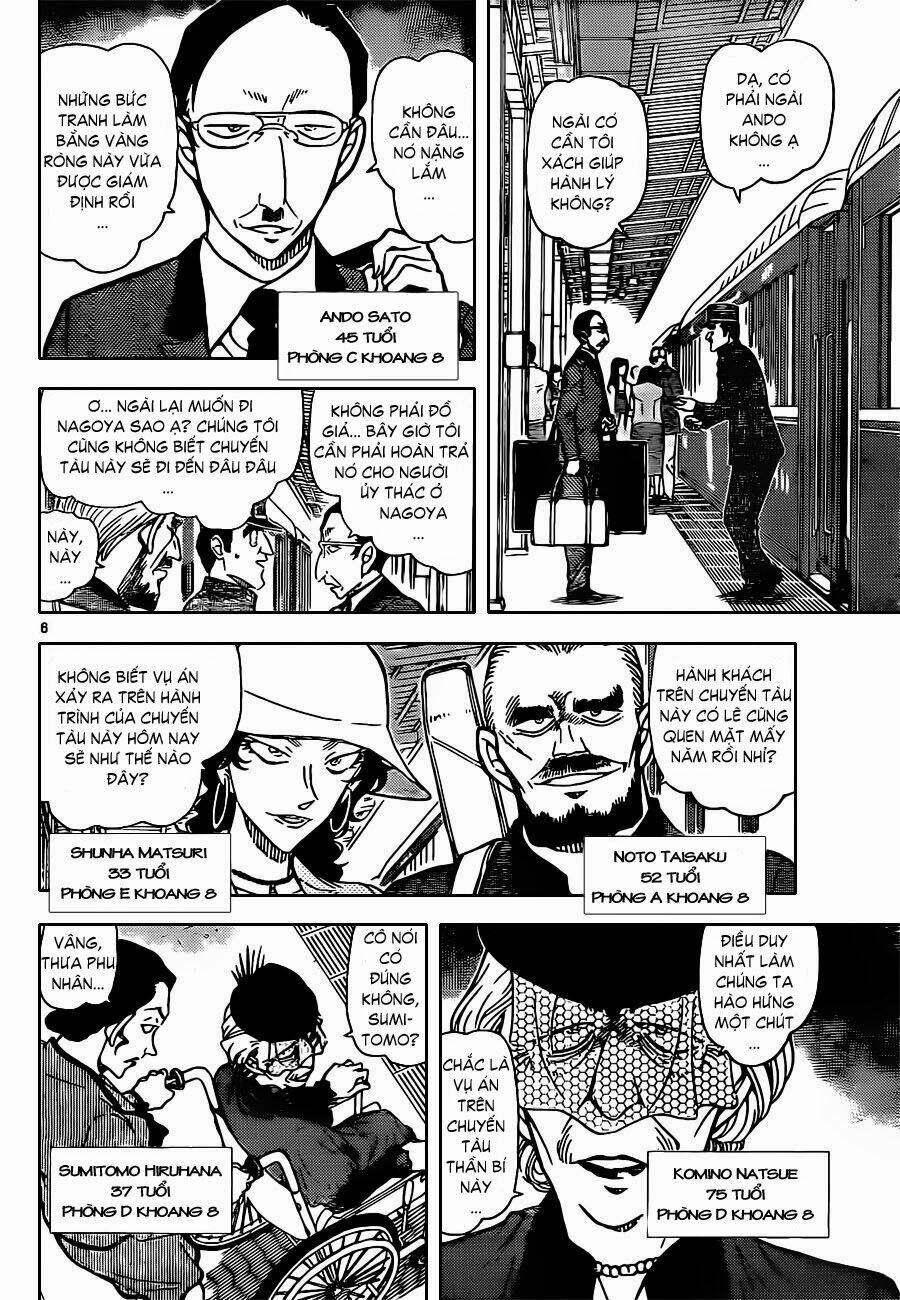 DẠ, CÓ
PHẢI NGÀI
ANDO
KHÔNG Ạ
...
NGÀI CÓ
CẦN TÔI
XÁCH GIÚP
HÀNH LÝ
KHÔNG?
KHÔNG
CẦN ĐÂU...
NÓ NẶNG
LẮM
NHỮNG BỨC
TRANH LÀM
BẰNG VÀNG
RÒNG NÀY VỪA
ĐƯỢC GIÁM
ĐỊNH RỒI
...
ANDO SATO
45 TUỔI
PHÒNG C KHOANG 8
KHÔNG PHẢI ĐỒ
GIẢ... BÂY GIỜ TÔI
CẦN PHẢI HOÀN TRẢ
NÓ CHO NGƯỜI
ỦY THÁC Ở
NAGOYA
...
Ơ... NGÀI LẠI MUỐN ĐI
NAGOYA SAO Ạ? CHÚNG TÔI
CŨNG KHÔNG BIẾT CHUYẾN
TÀU NÀY SẼ ĐI ĐẾN ĐÂU ĐÂU
...
NÀY,
NÀY
...
6
HÀNH KHÁCH
TRÊN CHUYẾN TÀU
NÀY CÓ LẼ CŨNG
QUEN MẶT MẤY
NĂM RỒI NHỈ?
NOTO TAISAKU
52 TUỔI
PHÒNG A KHOANG 8
KHÔNG BIẾT VỤ ÁN
XẢY RA TRÊN HÀNH
TRÌNH CỦA CHUYẾN
TÀU NÀY HÔM NAY
SẼ NHƯ THẾ NÀO
ĐÂY?
SHUNHA MATSURI
33 TUỔI
PHÒNG E KHOANG 8
ĐIỀU DUY
NHẤT LÀM
CHÚNG TA
HÀO HỨNG
MỘT CHÚT
...
CHẮC LÀ
VỤ ÁN
TRÊN
CHUYẾN
TÀU
THẦN BÍ
NÀY
...
KOMINO NATSUE
75 TUỔI
PHÒNG D KHOANG 8
CÔ NÓI
CÓ
ĐÚNG
KHÔNG,
SUMI-
TOMO?
VÂNG,
THƯA PHU
NHÂN...
SUMITOMO HIRUHANA
37 TUỔI
PHÒNG D KHOANG 8